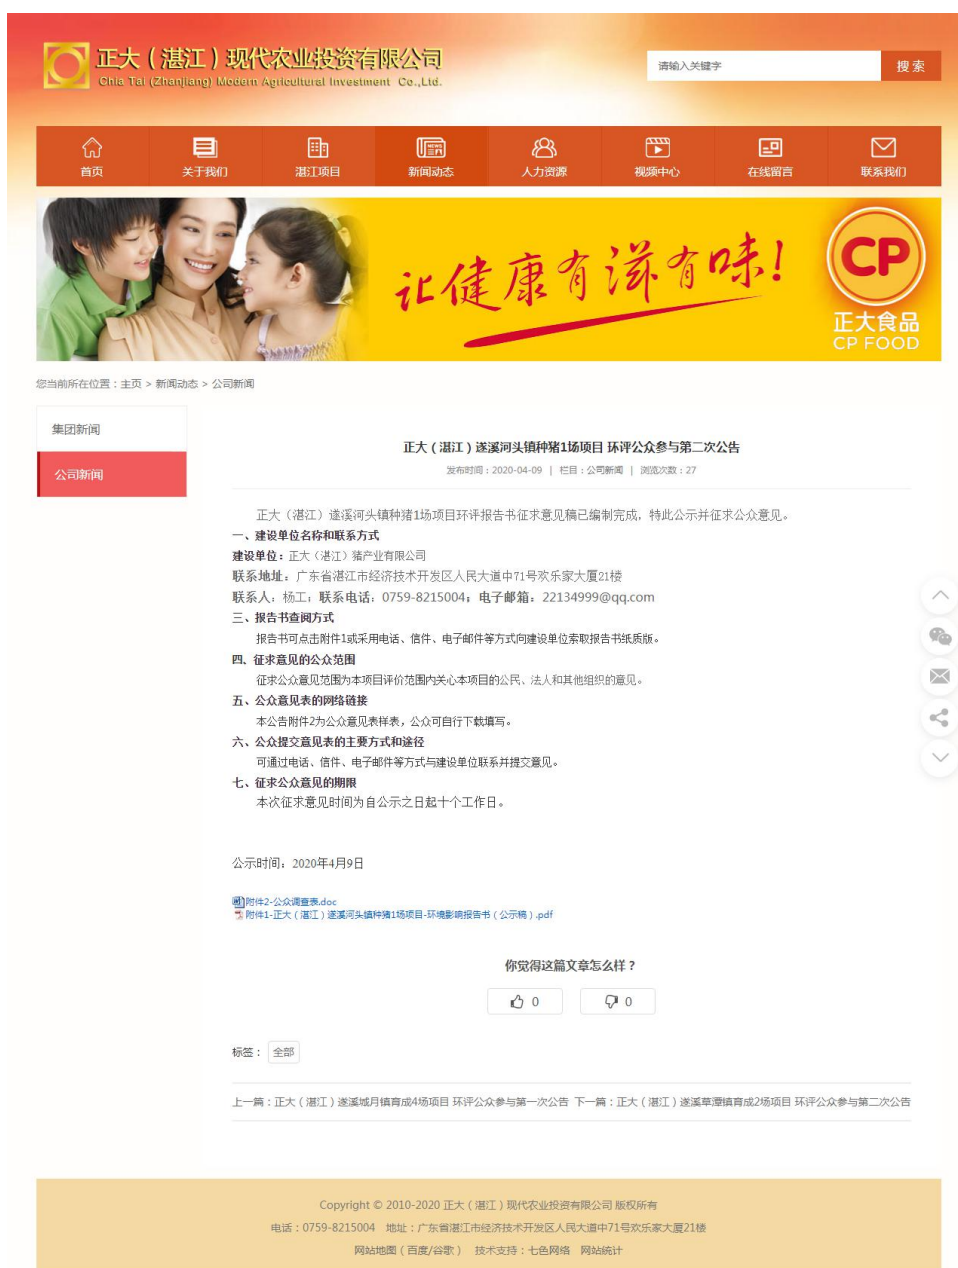 正大（湛江）现代农业投资有限公司
Chia Tai (Zhanjiang) Modern Agricultural Investment Co.,Ltd.
请输入关键字
搜 索
首页
关于我们
湛江项目
新闻动态
人力资源
视频中心
在线留言
联系我们
让健康有滋有味！
CP
正大食品
CP FOOD
您当前所在位置：主页 > 新闻动态 > 公司新闻
集团新闻
公司新闻
正大（湛江）遂溪河头镇种猪1场项目 环评公众参与第二次公告
发布时间：2020-04-09 | 栏目：公司新闻 | 浏览次数：27
正大（湛江）遂溪河头镇种猪1场项目环评报告书征求意见稿已编制完成，特此公示并征求公众意见。
一、建设单位名称和联系方式
建设单位：正大（湛江）猪产业有限公司
联系地址：广东省湛江市经济技术开发区人民大道中71号欢乐家大厦21楼
联系人：杨工；联系电话：0759-8215004；电子邮箱：22134999@qq.com
三、报告书查阅方式
报告书可点击附件1或采用电话、信件、电子邮件等方式向建设单位索取报告书纸质版。
四、征求意见的公众范围
征求公众意见范围为本项目评价范围内关心本项目的公民、法人和其他组织的意见。
五、公众意见表的网络链接
本公告附件2为公众意见表样表，公众可自行下载填写。
六、公众提交意见表的主要方式和途径
可通过电话、信件、电子邮件等方式与建设单位联系并提交意见。
七、征求公众意见的期限
本次征求意见时间为自公示之日起十个工作日。
公示时间：2020年4月9日
附件2-公众调查表.doc
附件1-正大（湛江）遂溪河头镇种猪1场项目-环境影响报告书（公示稿）.pdf
你觉得这篇文章怎么样？
0
0
标签： 全部
上一篇：正大（湛江）遂溪城月镇育成4场项目 环评公众参与第一次公告 下一篇：正大（湛江）遂溪草潭镇育成2场项目 环评公众参与第二次公告
Copyright © 2010-2020 正大（湛江）现代农业投资有限公司 版权所有
电话：0759-8215004 地址：广东省湛江市经济技术开发区人民大道中71号欢乐家大厦21楼
网站地图（百度/谷歌） 技术支持：七色网络 网站统计